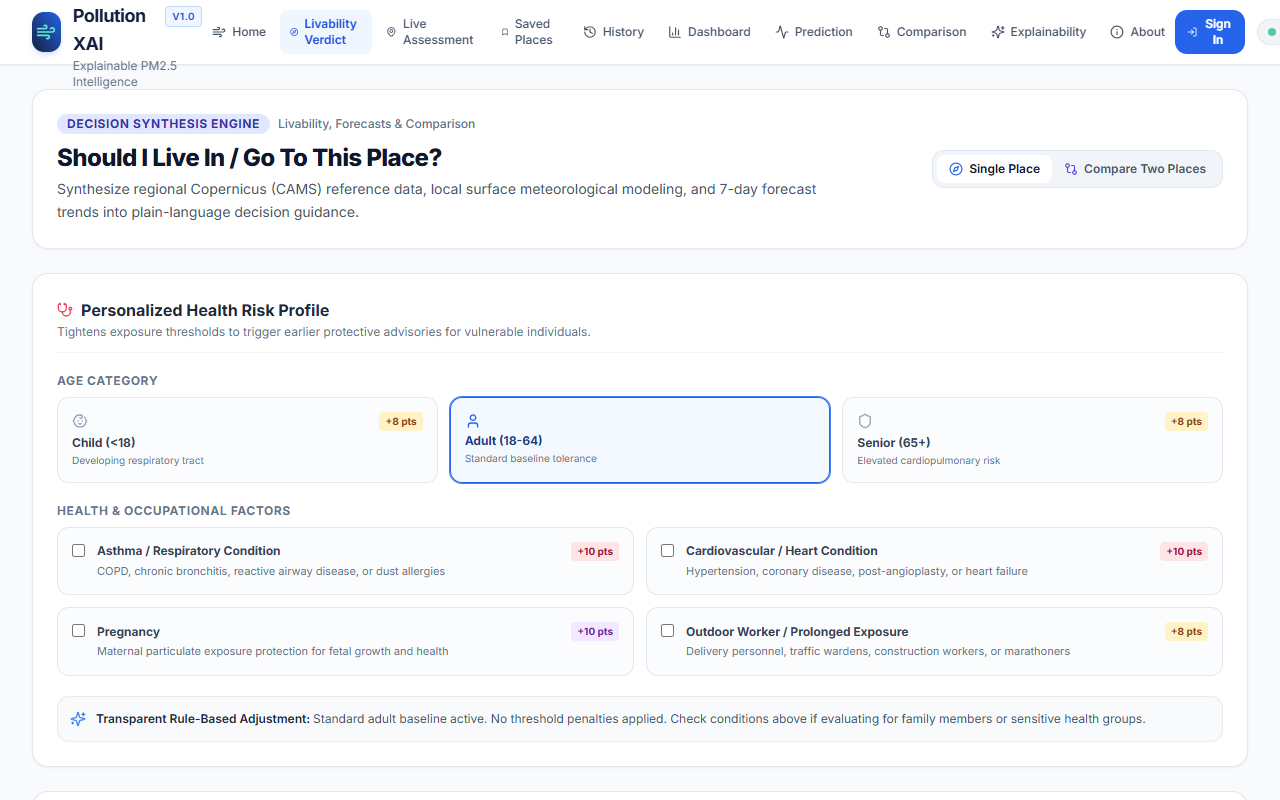 Pollution XAI
V1.0
Explainable PM2.5 Intelligence
Home
Livability Verdict
Live Assessment
Saved Places
History
Dashboard
Prediction
Comparison
Explainability
About
Sign In
DECISION SYNTHESIS ENGINE
Livability, Forecasts & Comparison
Should I Live In / Go To This Place?
Synthesize regional Copernicus (CAMS) reference data, local surface meteorological modeling, and 7-day forecast
trends into plain-language decision guidance.
Single Place
Compare Two Places
Personalized Health Risk Profile
Tightens exposure thresholds to trigger earlier protective advisories for vulnerable individuals.
AGE CATEGORY
+8 pts
Child (<18)
Developing respiratory tract
Adult (18-64)
Standard baseline tolerance
+8 pts
Senior (65+)
Elevated cardiopulmonary risk
HEALTH & OCCUPATIONAL FACTORS
Asthma / Respiratory Condition
+10 pts
COPD, chronic bronchitis, reactive airway disease, or dust allergies
Cardiovascular / Heart Condition
+10 pts
Hypertension, coronary disease, post-angioplasty, or heart failure
Pregnancy
+10 pts
Maternal particulate exposure protection for fetal growth and health
Outdoor Worker / Prolonged Exposure
+8 pts
Delivery personnel, traffic wardens, construction workers, or marathoners
Transparent Rule-Based Adjustment: Standard adult baseline active. No threshold penalties applied. Check conditions above if evaluating for family members or sensitive health groups.